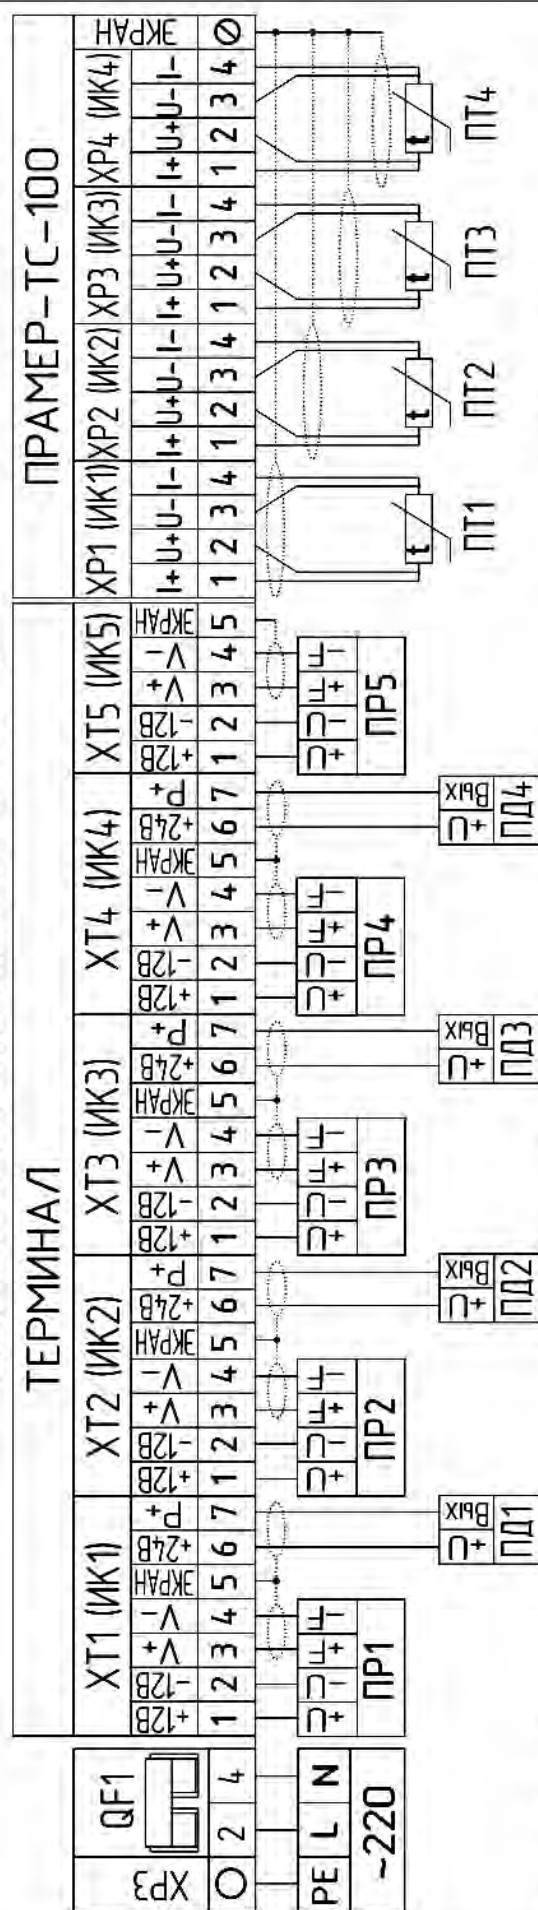 ТЕРМИНАЛ
ПРАМЕР-ТС-100
QF1
XT1 (ИК1)
XT2 (ИК2)
XT3 (ИК3)
XT4 (ИК4)
XT5 (ИК5)
XP1 (ИК1)
XP2 (ИК2)
XP3 (ИК3)
XP4 (ИК4)
ЭКРАН
XP3
+12В -12В V+ V- ЭКРАН +24В P+
+12В -12В V+ V- ЭКРАН +24В P+
+12В -12В V+ V- ЭКРАН +24В P+
+12В -12В V+ V- ЭКРАН +24В P+
+12В -12В V+ V- ЭКРАН
I+ U+ U- I-
I+ U+ U- I-
I+ U+ U- I-
I+ U+ U- I-
2 4
1 2 3 4 5 6 7
1 2 3 4 5 6 7
1 2 3 4 5 6 7
1 2 3 4 5 6 7
1 2 3 4 5
1 2 3 4
1 2 3 4
1 2 3 4
1 2 3 4
PE L N
~220
+U -U +F -F
ПР1
+U -U +F -F
ПР2
+U -U +F -F
ПР3
+U -U +F -F
ПР4
+U -U +F -F
ПР5
+U Вых
ПД1
+U Вых
ПД2
+U Вых
ПД3
+U Вых
ПД4
t
ПТ1
t
ПТ2
t
ПТ3
t
ПТ4